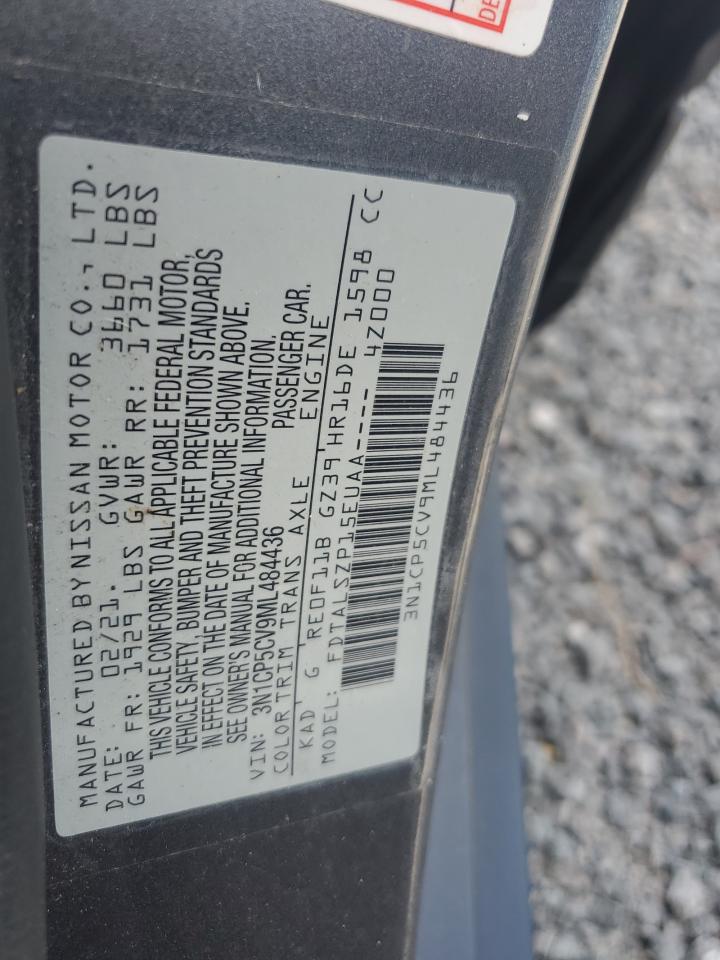 DE
MANUFACTURED BY NISSAN MOTOR CO., LTD.
DATE: 02/21. GVWR: 3660 LBS
GAWR FR: 1929 LBS GAWR RR: 1731 LBS
THIS VEHICLE CONFORMS TO ALL APPLICABLE FEDERAL MOTOR,
VEHICLE SAFETY, BUMPER AND THEFT PREVENTION STANDARDS
IN EFFECT ON THE DATE OF MANUFACTURE SHOWN ABOVE.
SEE OWNER'S MANUAL FOR ADDITIONAL INFORMATION.
VIN: 3N1CP5CV9ML484436 PASSENGER CAR.
COLOR TRIM TRANS AXLE ENGINE
KAD G RE0F11B GZ39 HR16DE 1598 CC
MODEL: FDTALSZP15EUAA---- 4Z000
3N1CP5CV9ML484436